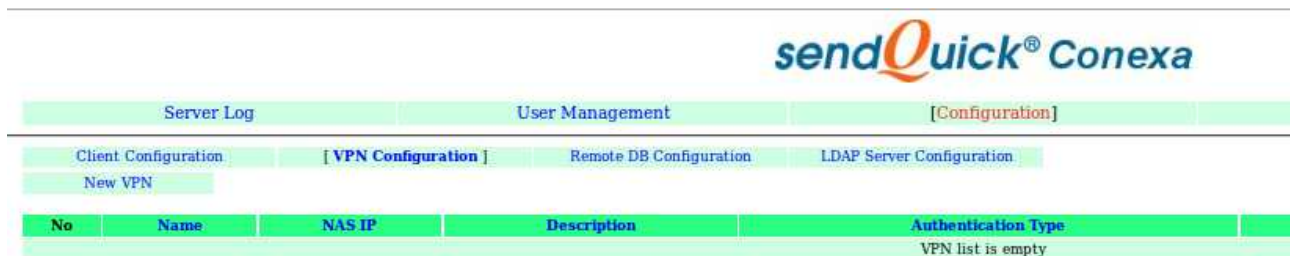 sendQuick® Conexa
Server Log User Management [Configuration]
Client Configuration [ VPN Configuration ] Remote DB Configuration LDAP Server Configuration
New VPN
No Name NAS IP Description Authentication Type
VPN list is empty